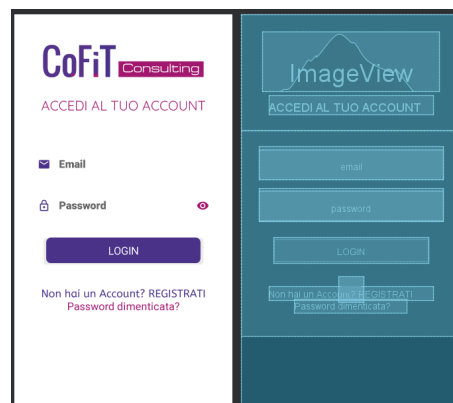 CoFiT Consulting
ACCEDI AL TUO ACCOUNT
Email
Password
LOGIN
Non hai un Account? REGISTRATI
Password dimenticata?
ImageView
ACCEDI AL TUO ACCOUNT
email
password
LOGIN
Non hai un Account? REGISTRATI
Password dimenticata?